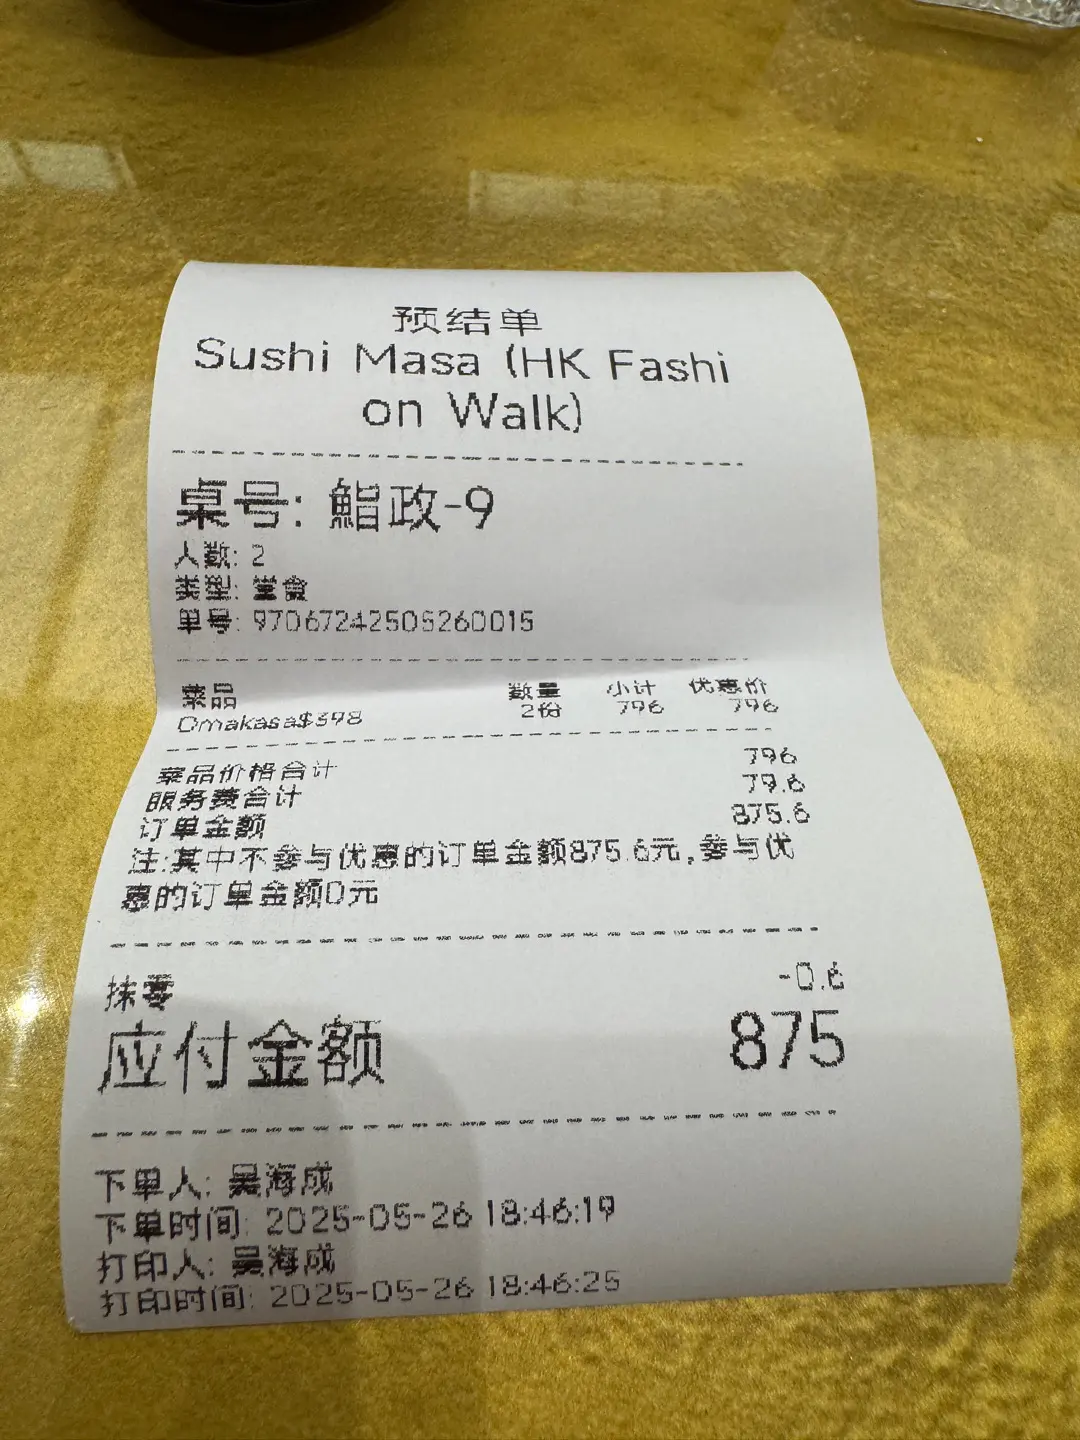 预结单
Sushi Masa (HK Fashi
on Walk)
桌号: 鮨政-9
人数: 2
类型: 堂食
单号: 97067242505260015
菜品 数量 小计 优惠价
Omakasa$398 2份 796 796
菜品价格合计 796
服务费合计 79.6
订单金额 875.6
注:其中不参与优惠的订单金额875.6元,参与优
惠的订单金额0元
抹零 -0.6
应付金额 875
下单人: 吴海成
下单时间: 2025-05-26 18:46:19
打印人: 吴海成
打印时间: 2025-05-26 18:46:25